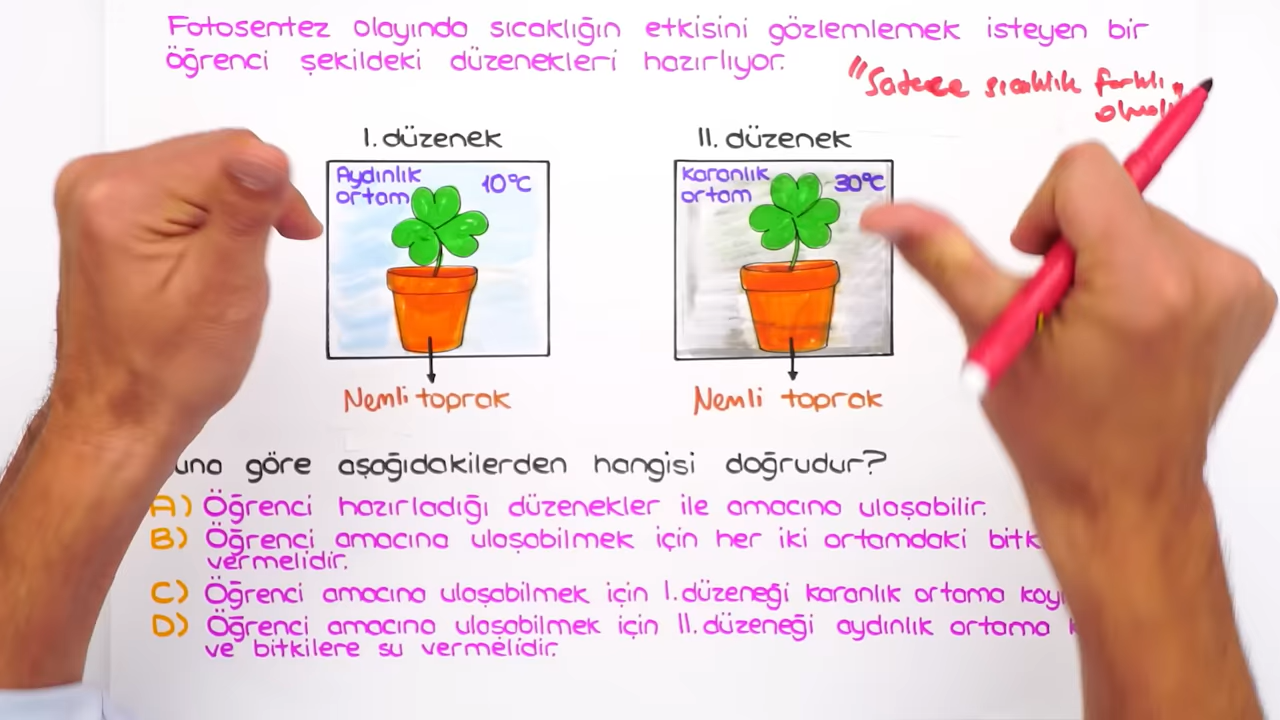 Fotosentez olayında sıcaklığın etkisini gözlemlemek isteyen bir
öğrenci şekildeki düzenekleri hazırlıyor.
"Sadece sıcaklık farklı"
I. düzenek
II. düzenek
Aydınlık
ortam
10°C
Karanlık
ortam
30°C
Nemli toprak
Nemli toprak
göre aşağıdakilerden hangisi doğrudur?
A) Öğrenci hazırladığı düzenekler ile amacına ulaşabilir.
B) Öğrenci amacına ulaşabilmek için her iki ortamdaki
vermelidir.
C) Öğrenci amacına ulaşabilmek için I. düzeneği karanlık ortama
D) Öğrenci amacına ulaşabilmek için II. düzeneği aydınlık ortama
ve bitkilere su vermelidir.